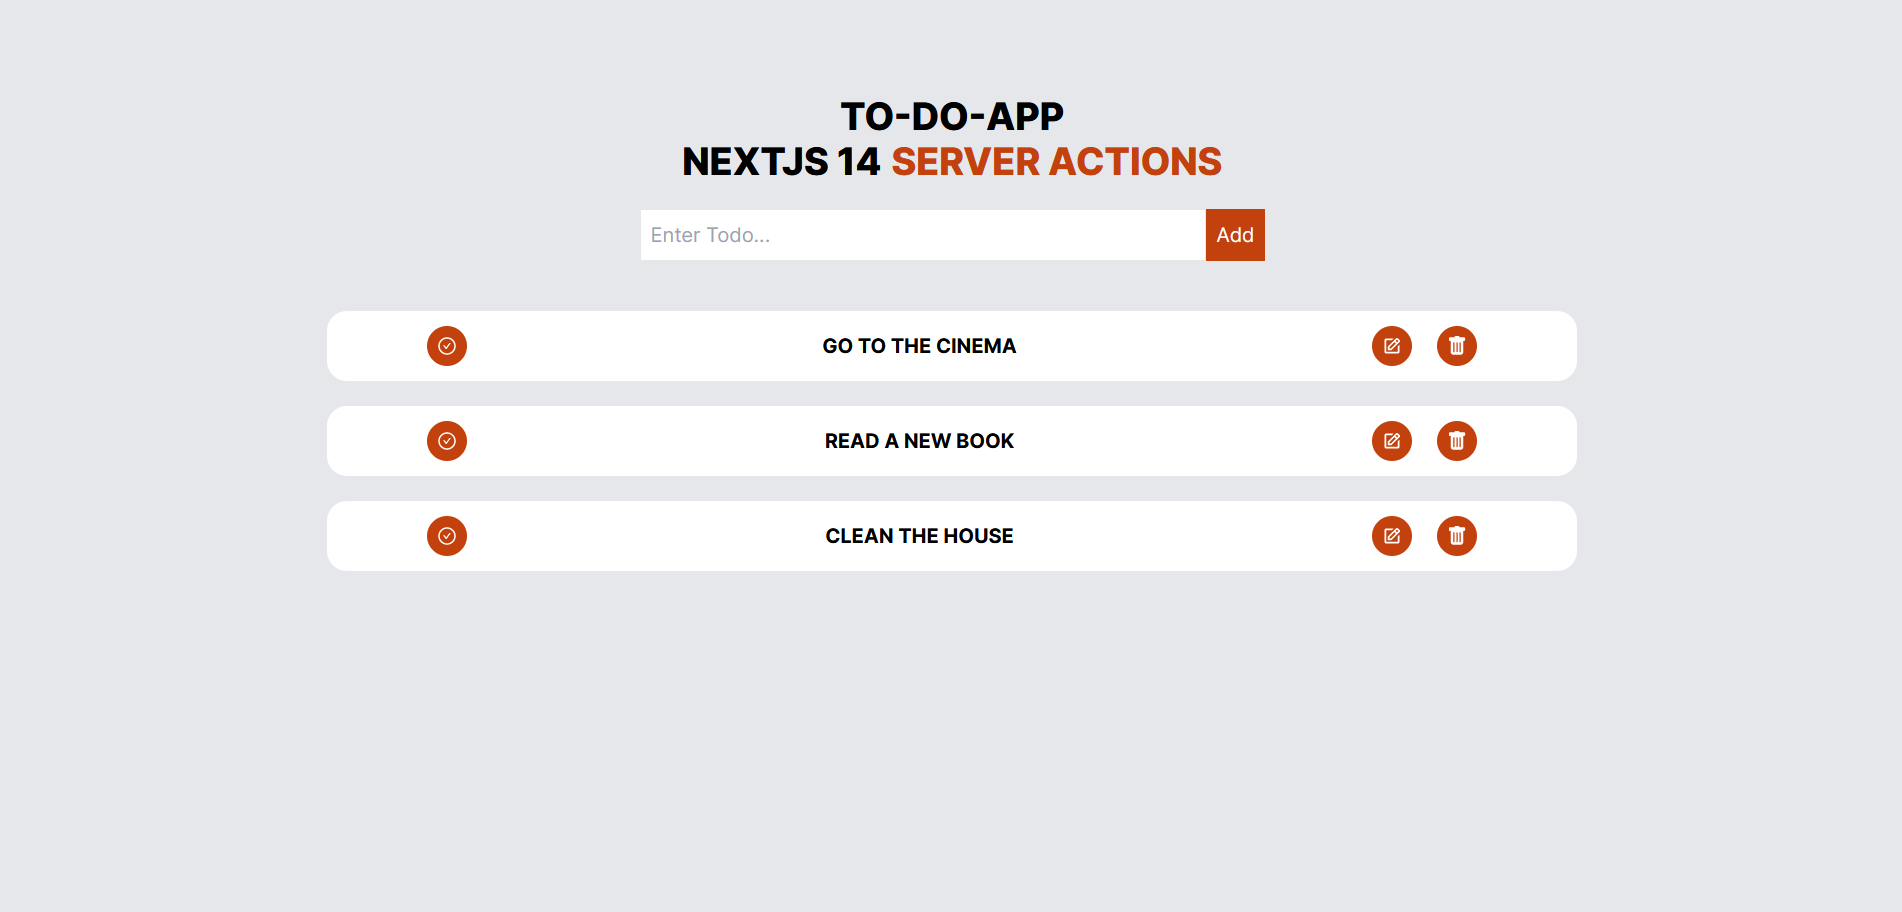 TO-DO-APP
NEXTJS 14 SERVER ACTIONS
Enter Todo...
Add
GO TO THE CINEMA
READ A NEW BOOK
CLEAN THE HOUSE